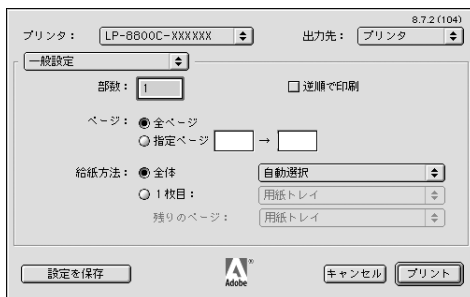 8.7.2 (104)
プリンタ： LP-8800C-XXXXXX 出力先： プリンタ
一般設定
部数： 1 逆順で印刷
ページ： 全ページ
指定ページ →
給紙方法： 全体 自動選択
1 枚目： 用紙トレイ
残りのページ： 用紙トレイ
設定を保存 Adobe ® キャンセル プリント